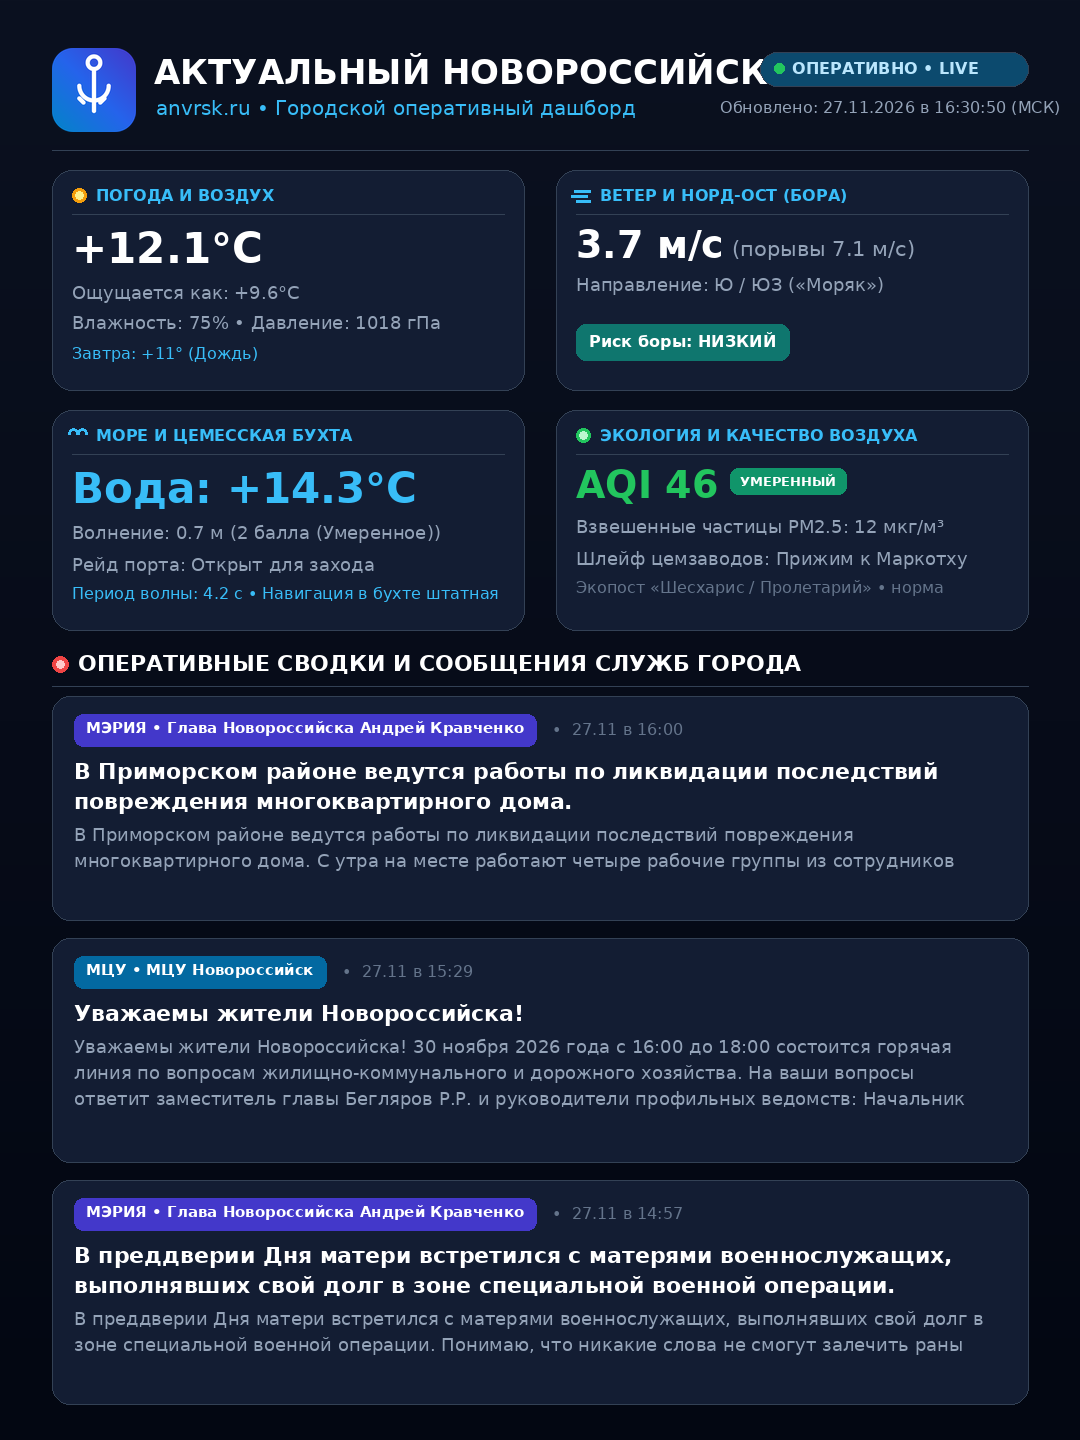 АКТУАЛЬНЫЙ НОВОРОССИЙСК
ОПЕРАТИВНО • LIVE
anvrsk.ru • Городской оперативный дашборд
Обновлено: 27.11.2026 в 16:30:50 (МСК)
ПОГОДА И ВОЗДУХ
+12.1°C
Ощущается как: +9.6°C
Влажность: 75% • Давление: 1018 гПа
Завтра: +11° (Дождь)
ВЕТЕР И НОРД-ОСТ (БОРА)
3.7 м/с (порывы 7.1 м/с)
Направление: Ю / ЮЗ («Моряк»)
Риск боры: НИЗКИЙ
МОРЕ И ЦЕМЕССКАЯ БУХТА
Вода: +14.3°C
Волнение: 0.7 м (2 балла (Умеренное))
Рейд порта: Открыт для захода
Период волны: 4.2 с • Навигация в бухте штатная
ЭКОЛОГИЯ И КАЧЕСТВО ВОЗДУХА
AQI 46 УМЕРЕННЫЙ
Взвешенные частицы PM2.5: 12 мкг/м³
Шлейф цемзаводов: Прижим к Маркотху
Экопост «Шесхарис / Пролетарий» • норма
ОПЕРАТИВНЫЕ СВОДКИ И СООБЩЕНИЯ СЛУЖБ ГОРОДА
МЭРИЯ • Глава Новороссийска Андрей Кравченко • 27.11 в 16:00
В Приморском районе ведутся работы по ликвидации последствий
повреждения многоквартирного дома.
В Приморском районе ведутся работы по ликвидации последствий повреждения
многоквартирного дома. С утра на месте работают четыре рабочие группы из сотрудников
МЦУ • МЦУ Новороссийск • 27.11 в 15:29
Уважаемы жители Новороссийска!
Уважаемы жители Новороссийска! 30 ноября 2026 года с 16:00 до 18:00 состоится горячая
линия по вопросам жилищно-коммунального и дорожного хозяйства. На ваши вопросы
ответит заместитель главы Бегляров Р.Р. и руководители профильных ведомств: Начальник
МЭРИЯ • Глава Новороссийска Андрей Кравченко • 27.11 в 14:57
В преддверии Дня матери встретился с матерями военнослужащих,
выполнявших свой долг в зоне специальной военной операции.
В преддверии Дня матери встретился с матерями военнослужащих, выполнявших свой долг в
зоне специальной военной операции. Понимаю, что никакие слова не смогут залечить раны